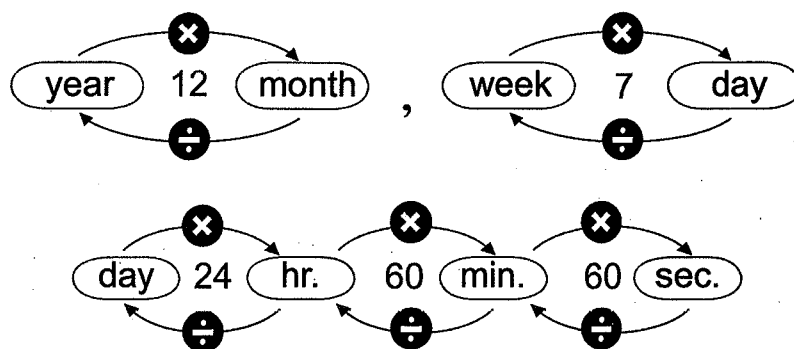 ×                    ×
year 12 month , week 7 day
÷                    ÷
×       ×       ×
day 24 hr. 60 min. 60 sec.
÷       ÷       ÷